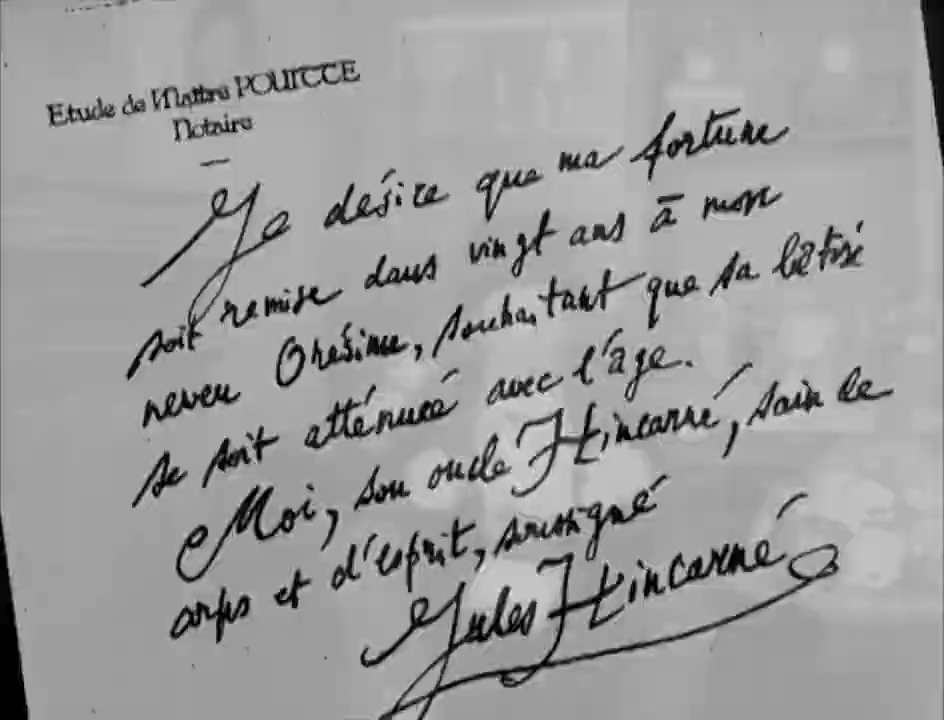 Etude de Maître POUITTE
Notaire
Je désire que ma fortune
soit remise dans vingt ans à mon
neveu Onésime, souhaitant que sa bêtise
se soit atténuée avec l'âge.
Moi, son oncle Hincarné, sain de
corps et d'esprit, soussigné
Jules Hincarné